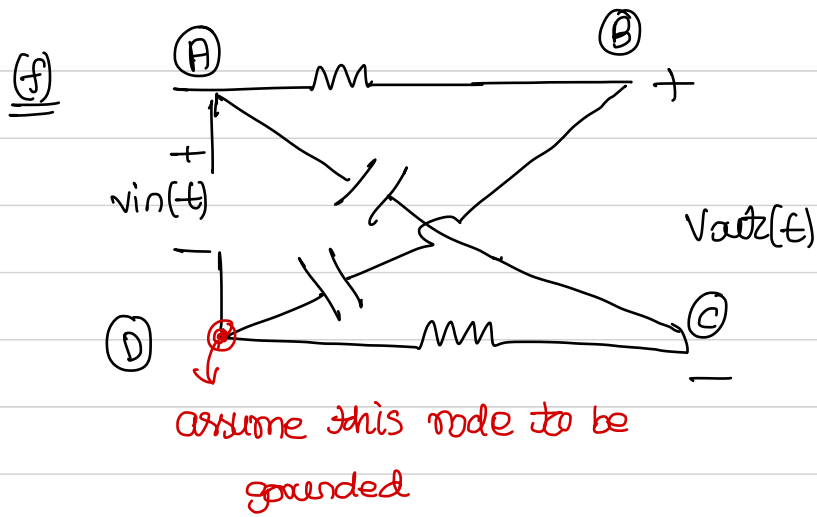 (f)
A
B
+
+
vin(t)
Vout(t)
—
D
C
—
assume this node to be
grounded